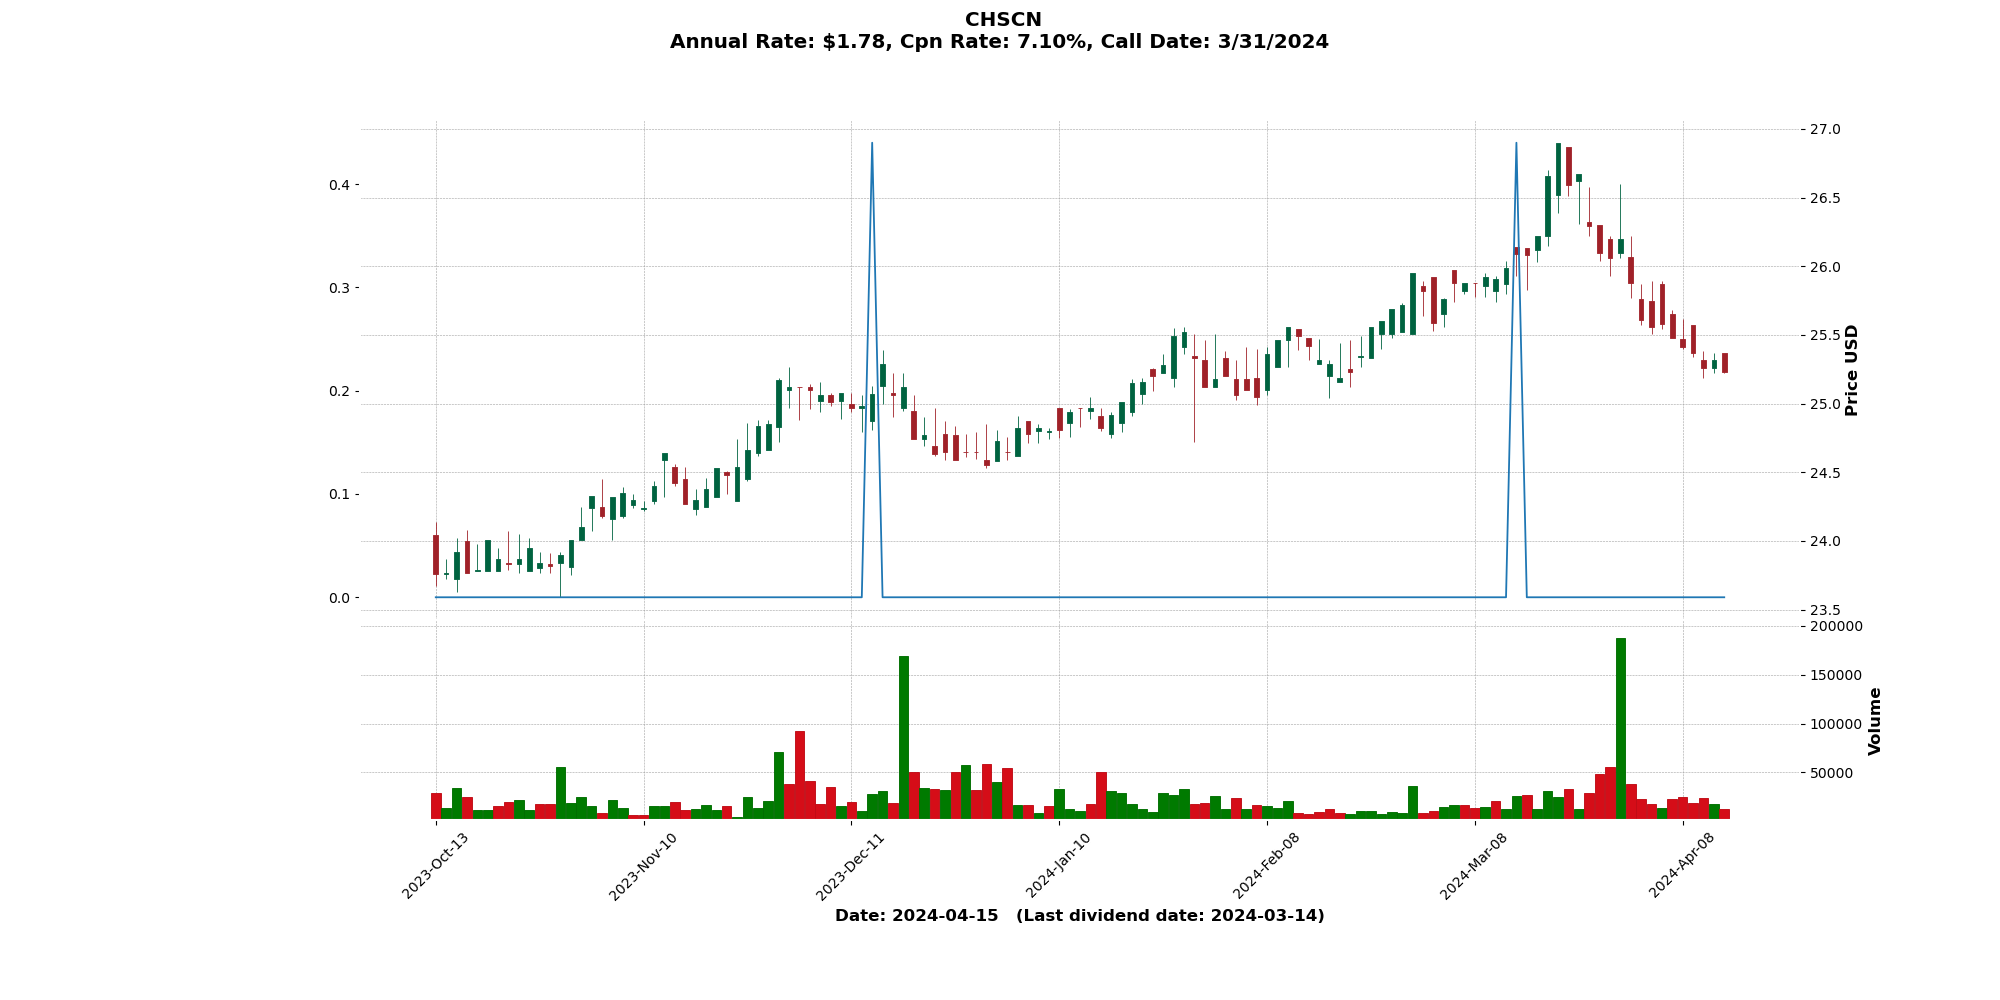 CHSCN
Annual Rate: $1.78, Cpn Rate: 7.10%, Call Date: 3/31/2024
0.4
0.3
0.2
0.1
0.0
27.0
26.5
26.0
25.5
25.0
24.5
24.0
23.5
Price USD
200000
150000
100000
50000
Volume
2023-Oct-13
2023-Nov-10
2023-Dec-11
2024-Jan-10
2024-Feb-08
2024-Mar-08
2024-Apr-08
Date: 2024-04-15   (Last dividend date: 2024-03-14)